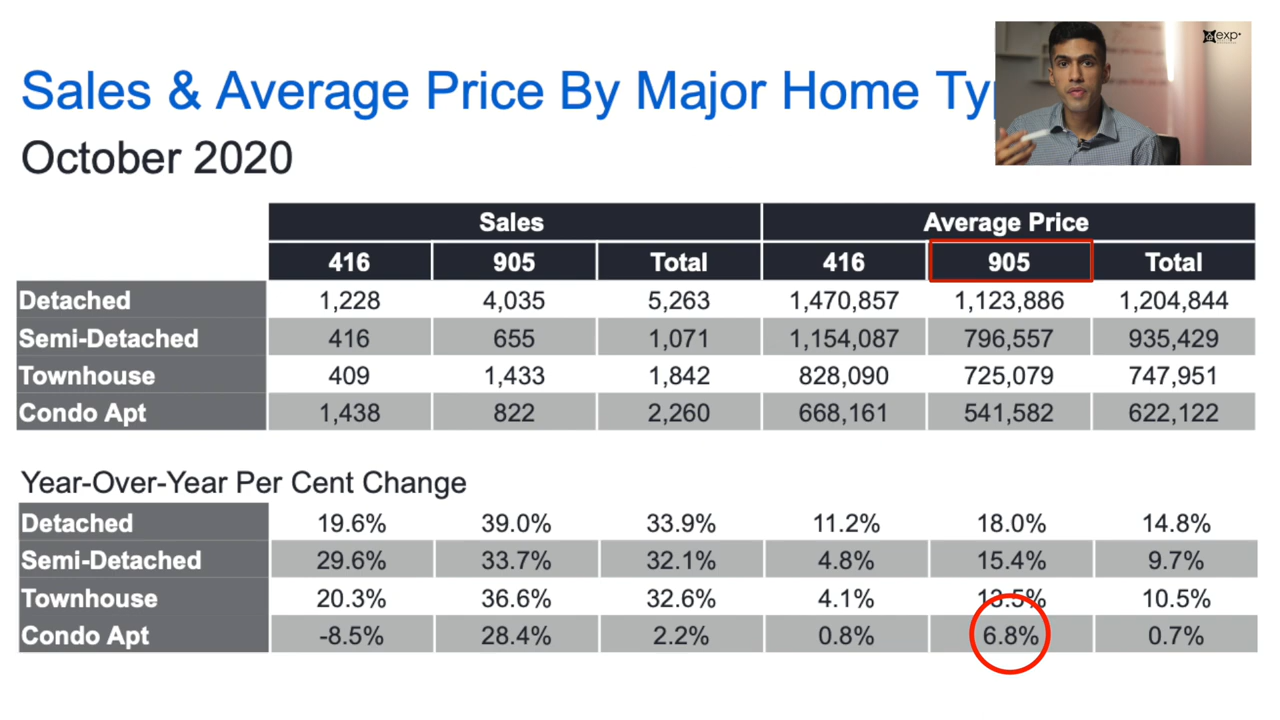 Sales & Average Price By Major Home Ty
October 2020
exp
Sales Average Price
416 905 Total 416 905 Total
Detached 1,228 4,035 5,263 1,470,857 1,123,886 1,204,844
Semi-Detached 416 655 1,071 1,154,087 796,557 935,429
Townhouse 409 1,433 1,842 828,090 725,079 747,951
Condo Apt 1,438 822 2,260 668,161 541,582 622,122
Year-Over-Year Per Cent Change
Detached 19.6% 39.0% 33.9% 11.2% 18.0% 14.8%
Semi-Detached 29.6% 33.7% 32.1% 4.8% 15.4% 9.7%
Townhouse 20.3% 36.6% 32.6% 4.1% 13.5% 10.5%
Condo Apt -8.5% 28.4% 2.2% 0.8% 6.8% 0.7%